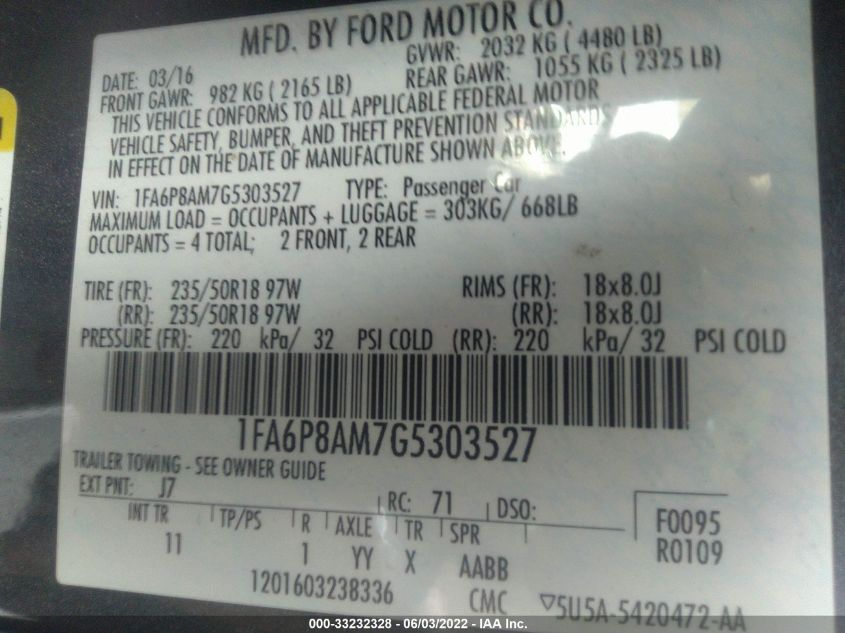 MFD. BY FORD MOTOR CO.
DATE: 03/16 GVWR: 2032 KG ( 4480 LB)
FRONT GAWR: 982 KG ( 2165 LB) REAR GAWR: 1055 KG ( 2325 LB)
THIS VEHICLE CONFORMS TO ALL APPLICABLE FEDERAL MOTOR
VEHICLE SAFETY, BUMPER, AND THEFT PREVENTION STANDARDS
IN EFFECT ON THE DATE OF MANUFACTURE SHOWN ABOVE.
VIN: 1FA6P8AM7G5303527 TYPE: Passenger Car
MAXIMUM LOAD = OCCUPANTS + LUGGAGE = 303KG/ 668LB
OCCUPANTS = 4 TOTAL; 2 FRONT, 2 REAR
TIRE (FR): 235/50R18 97W RIMS (FR): 18x8.0J
(RR): 235/50R18 97W (RR): 18x8.0J
PRESSURE (FR): 220 kPa/ 32 PSI COLD (RR): 220 kPa/ 32 PSI COLD
1FA6P8AM7G5303527
TRAILER TOWING - SEE OWNER GUIDE
EXT PNT: J7 RC: 71 DSO:
INT TR TP/PS R AXLE TR SPR F0095
11 1 YY X AABB R0109
1201603238336 CMC ▽5U5A-5420472-AA
000-33232328 - 06/03/2022 - IAA Inc.